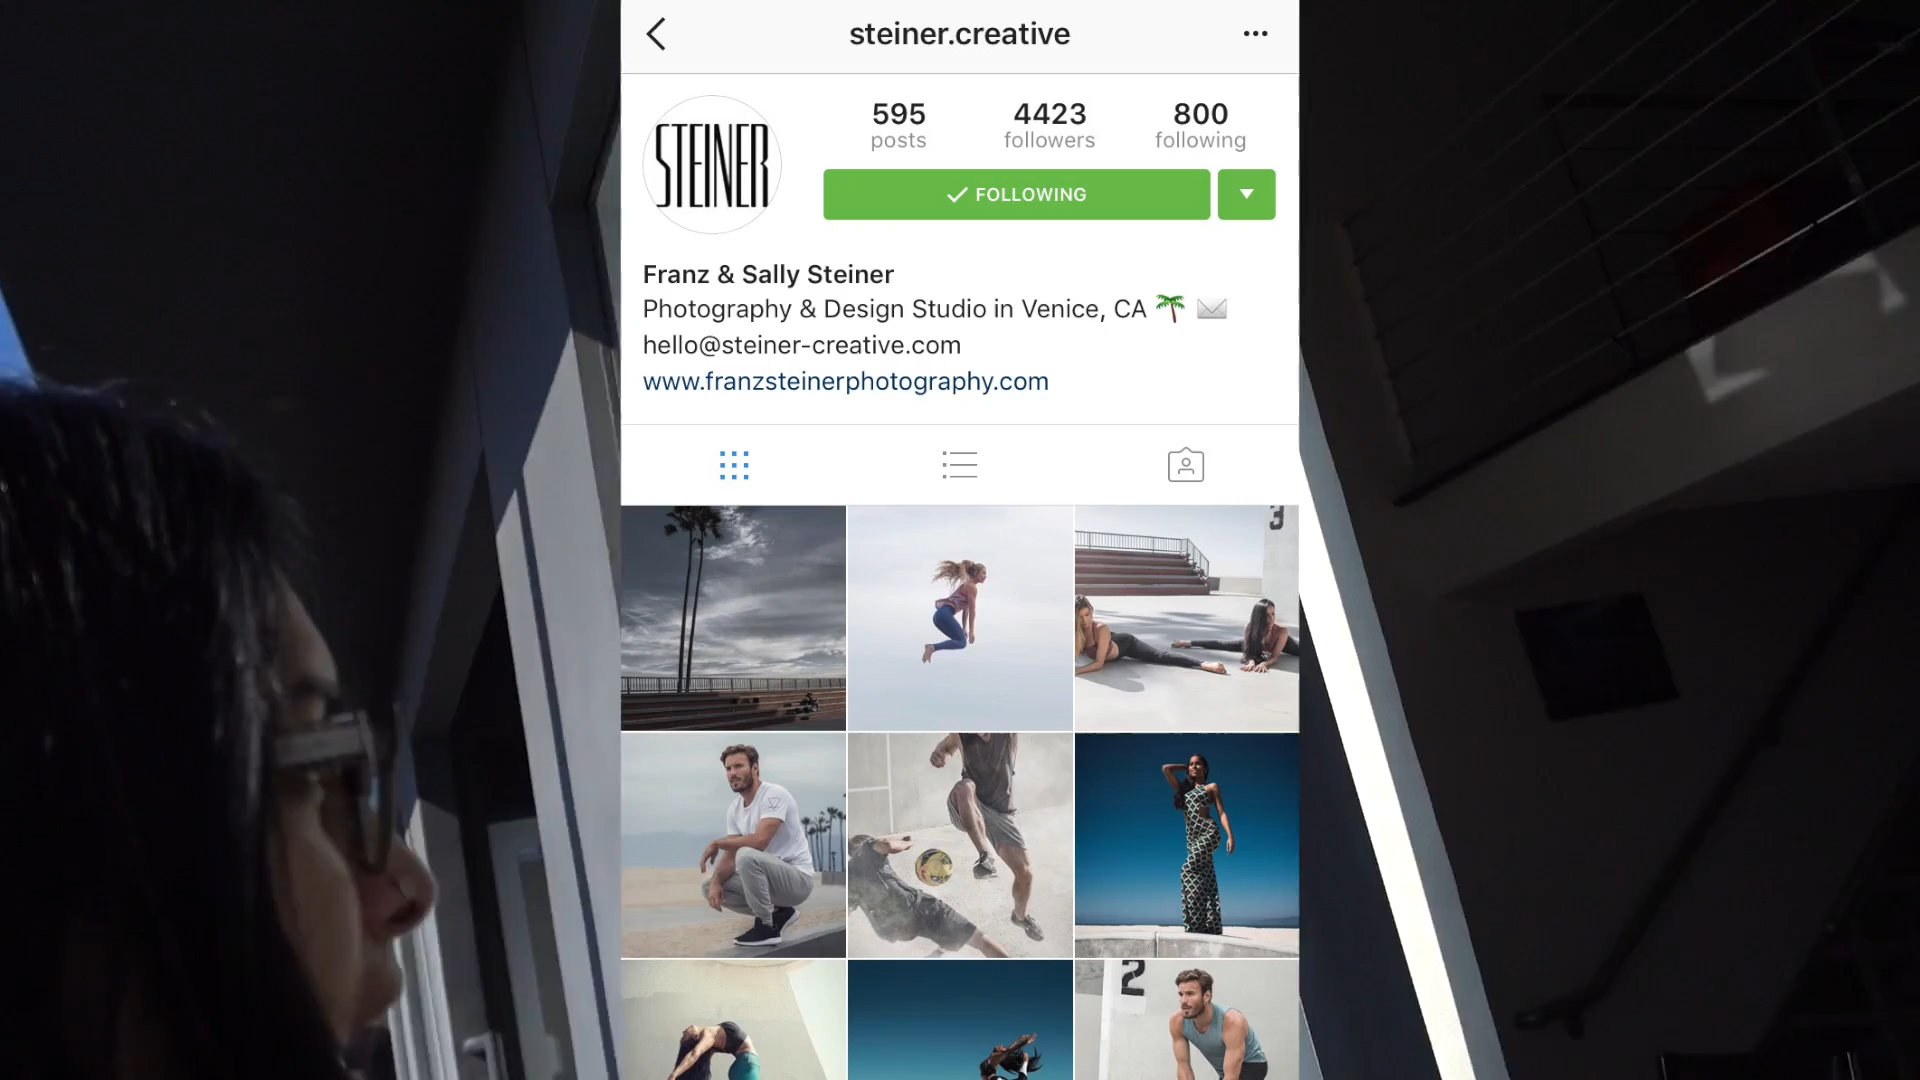 steiner.creative
STEINER
595
4423
800
posts
followers
following
FOLLOWING
Franz & Sally Steiner
Photography & Design Studio in Venice, CA
hello@steiner-creative.com
www.franzsteinerphotography.com
3
2